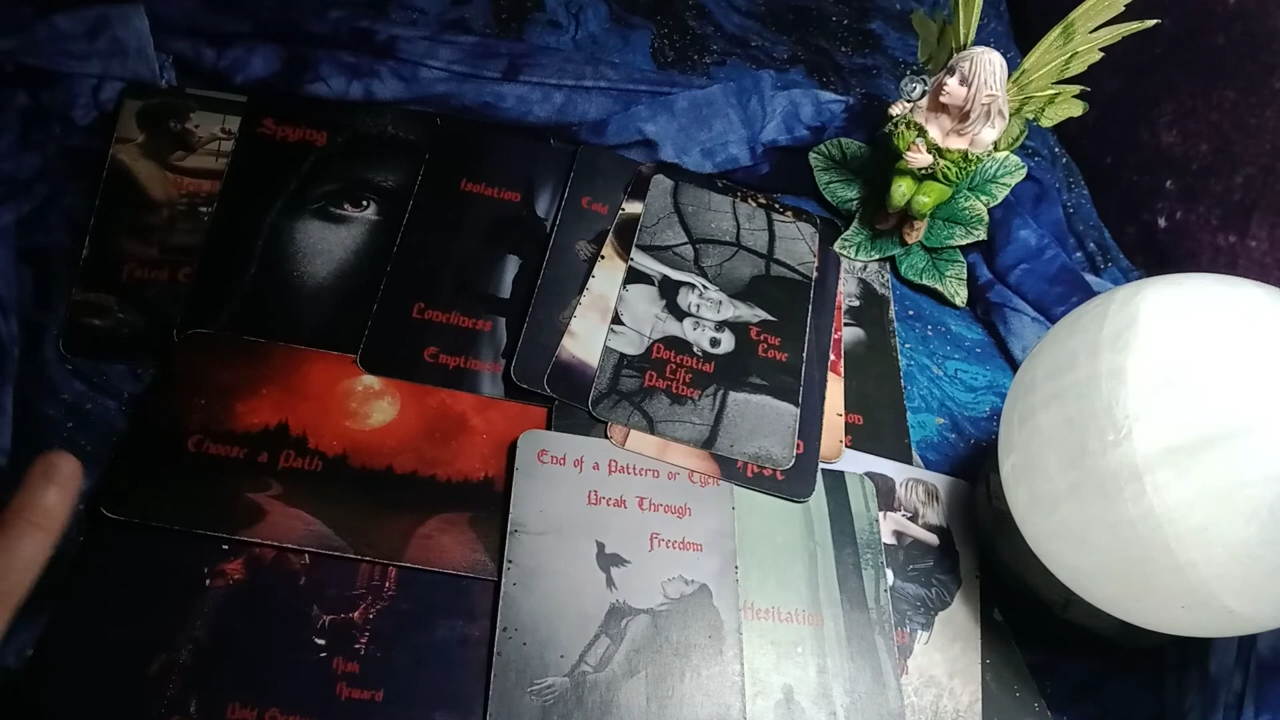 Spying
Isolation
Loneliness
Cold
True
Love
Potential
Life
Partner
Choose a Path
End of a Pattern or Cycle
Break Through
Freedom
Hesitation
Risk
Reward